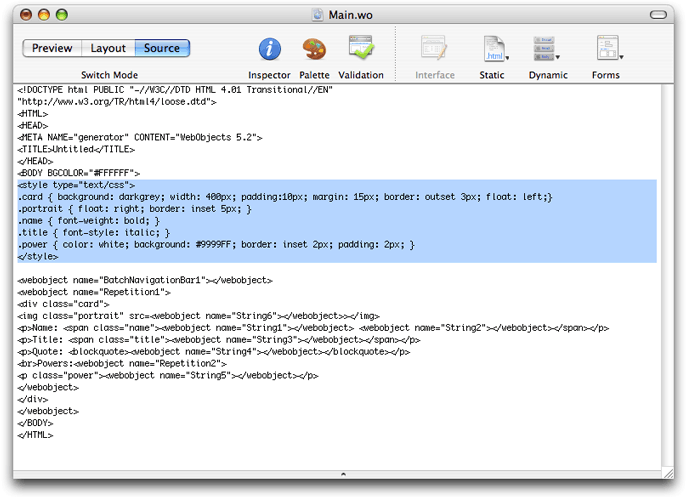 Main.wo
Preview Layout Source
Switch Mode
Inspector Palette Validation
Interface
.html
Static Dynamic Forms
<!DOCTYPE html PUBLIC "-//W3C//DTD HTML 4.01 Transitional//EN"
"http://www.w3.org/TR/html4/loose.dtd">
<HTML>
<HEAD>
<META NAME="generator" CONTENT="WebObjects 5.2">
<TITLE>Untitled</TITLE>
</HEAD>
<BODY BGCOLOR="#FFFFFF">
<style type="text/css">
.card { background: darkgrey; width: 400px; padding:10px; margin: 15px; border: outset 3px; float: left;}
.portrait { float: right; border: inset 5px; }
.name { font-weight: bold; }
.title { font-style: italic; }
.power { color: white; background: #9999FF; border: inset 2px; padding: 2px; }
</style>
<webobject name="BatchNavigationBar1"></webobject>
<webobject name="Repetition1">
<div class="card">
<img class="portrait" src=<webobject name="String6"></webobject>></img>
<p>Name: <span class="name"><webobject name="String1"></webobject> <webobject name="String2"></webobject></span></p>
<p>Title: <span class="title"><webobject name="String3"></webobject></span></p>
<p>Quote: <blockquote><webobject name="String4"></webobject></blockquote></p>
<br>Powers:<webobject name="Repetition2">
<p class="power"><webobject name="String5"></webobject></p>
</webobject>
</div>
</webobject>
</BODY>
</HTML>